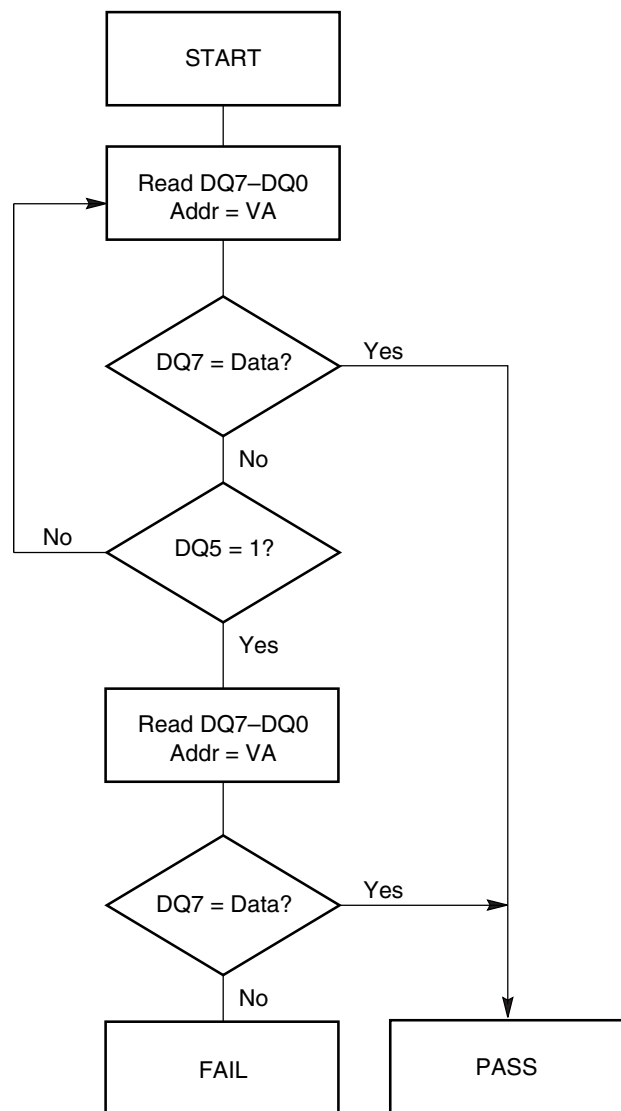 START
Read DQ7–DQ0
Addr = VA
DQ7 = Data?
Yes
No
No
DQ5 = 1?
Yes
Read DQ7–DQ0
Addr = VA
DQ7 = Data?
Yes
No
FAIL
PASS